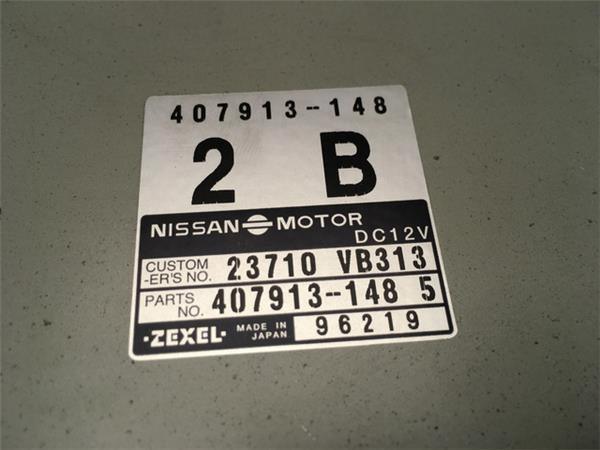 407913-148
2 B
NISSAN MOTOR
DC12V
CUSTOM
-ER'S NO. 23710 VB313
PARTS
NO. 407913-148 5
·ZEXEL· MADE IN
JAPAN 96219